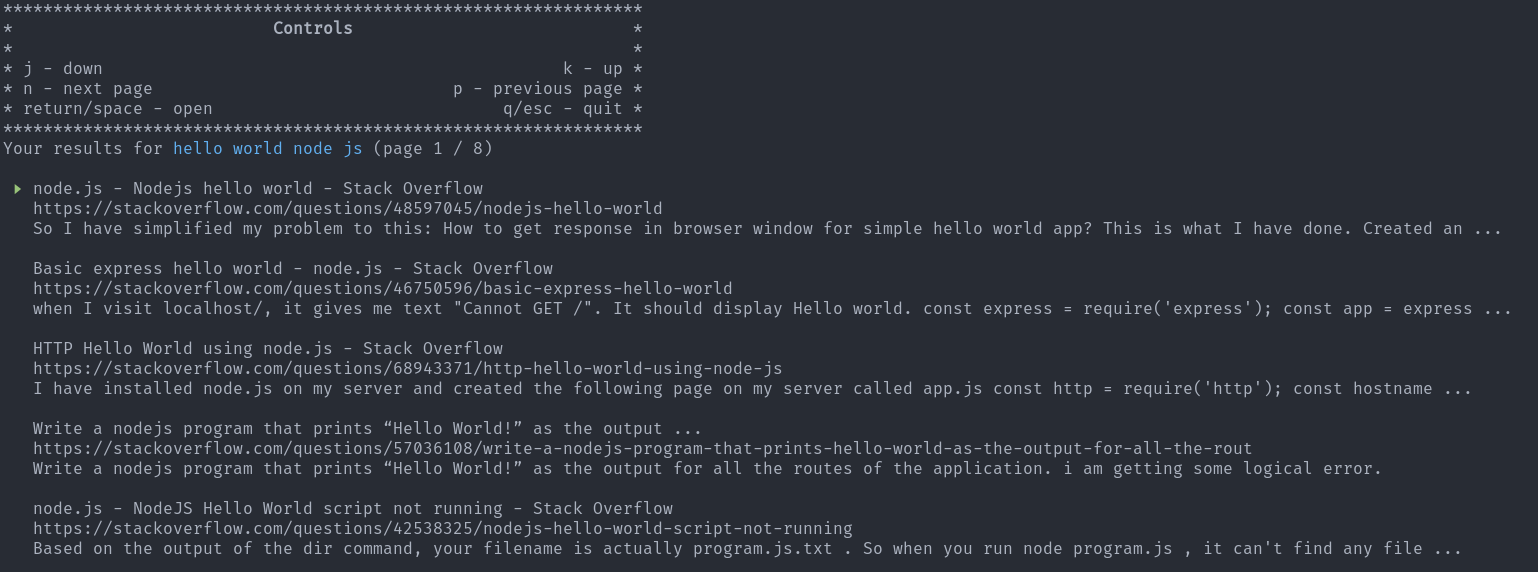 ****************************************************************
*                          Controls                            *
*                                                              *
* j - down                                              k - up *
* n - next page                              p - previous page *
* return/space - open                             q/esc - quit *
****************************************************************
Your results for hello world node js (page 1 / 8)
▸ node.js - Nodejs hello world - Stack Overflow
https://stackoverflow.com/questions/48597045/nodejs-hello-world
So I have simplified my problem to this: How to get response in browser window for simple hello world app? This is what I have done. Created an ...
Basic express hello world - node.js - Stack Overflow
https://stackoverflow.com/questions/46750596/basic-express-hello-world
when I visit localhost/, it gives me text "Cannot GET /". It should display Hello world. const express = require('express'); const app = express ...
HTTP Hello World using node.js - Stack Overflow
https://stackoverflow.com/questions/68943371/http-hello-world-using-node-js
I have installed node.js on my server and created the following page on my server called app.js const http = require('http'); const hostname ...
Write a nodejs program that prints “Hello World!” as the output ...
https://stackoverflow.com/questions/57036108/write-a-nodejs-program-that-prints-hello-world-as-the-output-for-all-the-rout
Write a nodejs program that prints “Hello World!” as the output for all the routes of the application. i am getting some logical error.
node.js - NodeJS Hello World script not running - Stack Overflow
https://stackoverflow.com/questions/42538325/nodejs-hello-world-script-not-running
Based on the output of the dir command, your filename is actually program.js.txt . So when you run node program.js , it can't find any file ...